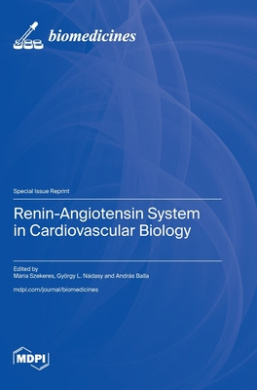 biomedicines
Special Issue Reprint
Renin-Angiotensin System
in Cardiovascular Biology
Edited by
Mária Szekeres, György L. Nádasy and András Balla
mdpi.com/journal/biomedicines
MDPI